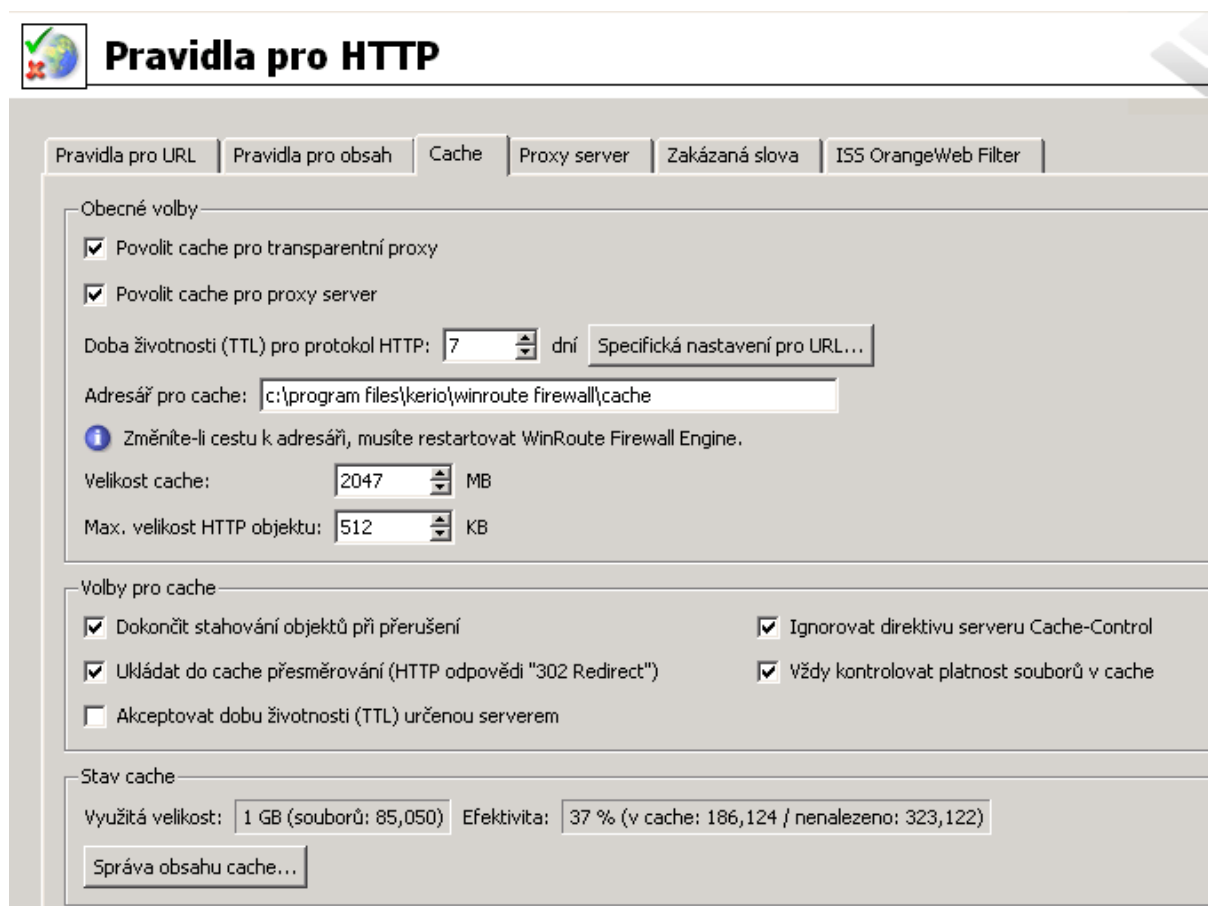 Pravidla pro HTTP
Pravidla pro URL Pravidla pro obsah Cache Proxy server Zakázaná slova ISS OrangeWeb Filter
Obecné volby
Povolit cache pro transparentní proxy
Povolit cache pro proxy server
Doba životnosti (TTL) pro protokol HTTP: 7 dní Specifická nastavení pro URL...
Adresář pro cache: c:\program files\kerio\winroute firewall\cache
Změníte-li cestu k adresáři, musíte restartovat WinRoute Firewall Engine.
Velikost cache: 2047 MB
Max. velikost HTTP objektu: 512 KB
Volby pro cache
Dokončit stahování objektů při přerušení Ignorovat direktivu serveru Cache-Control
Ukládat do cache přesměrování (HTTP odpovědi "302 Redirect") Vždy kontrolovat platnost souborů v cache
Akceptovat dobu životnosti (TTL) určenou serverem
Stav cache
Využitá velikost: 1 GB (souborů: 85,050) Efektivita: 37 % (v cache: 186,124 / nenalezeno: 323,122)
Správa obsahu cache...